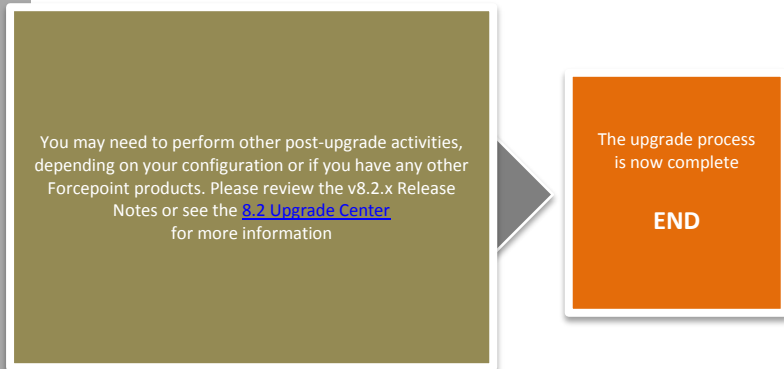 You may need to perform other post-upgrade activities,
depending on your configuration or if you have any other
Forcepoint products. Please review the v8.2.x Release
Notes or see the 8.2 Upgrade Center
for more information
The upgrade process
is now complete
END